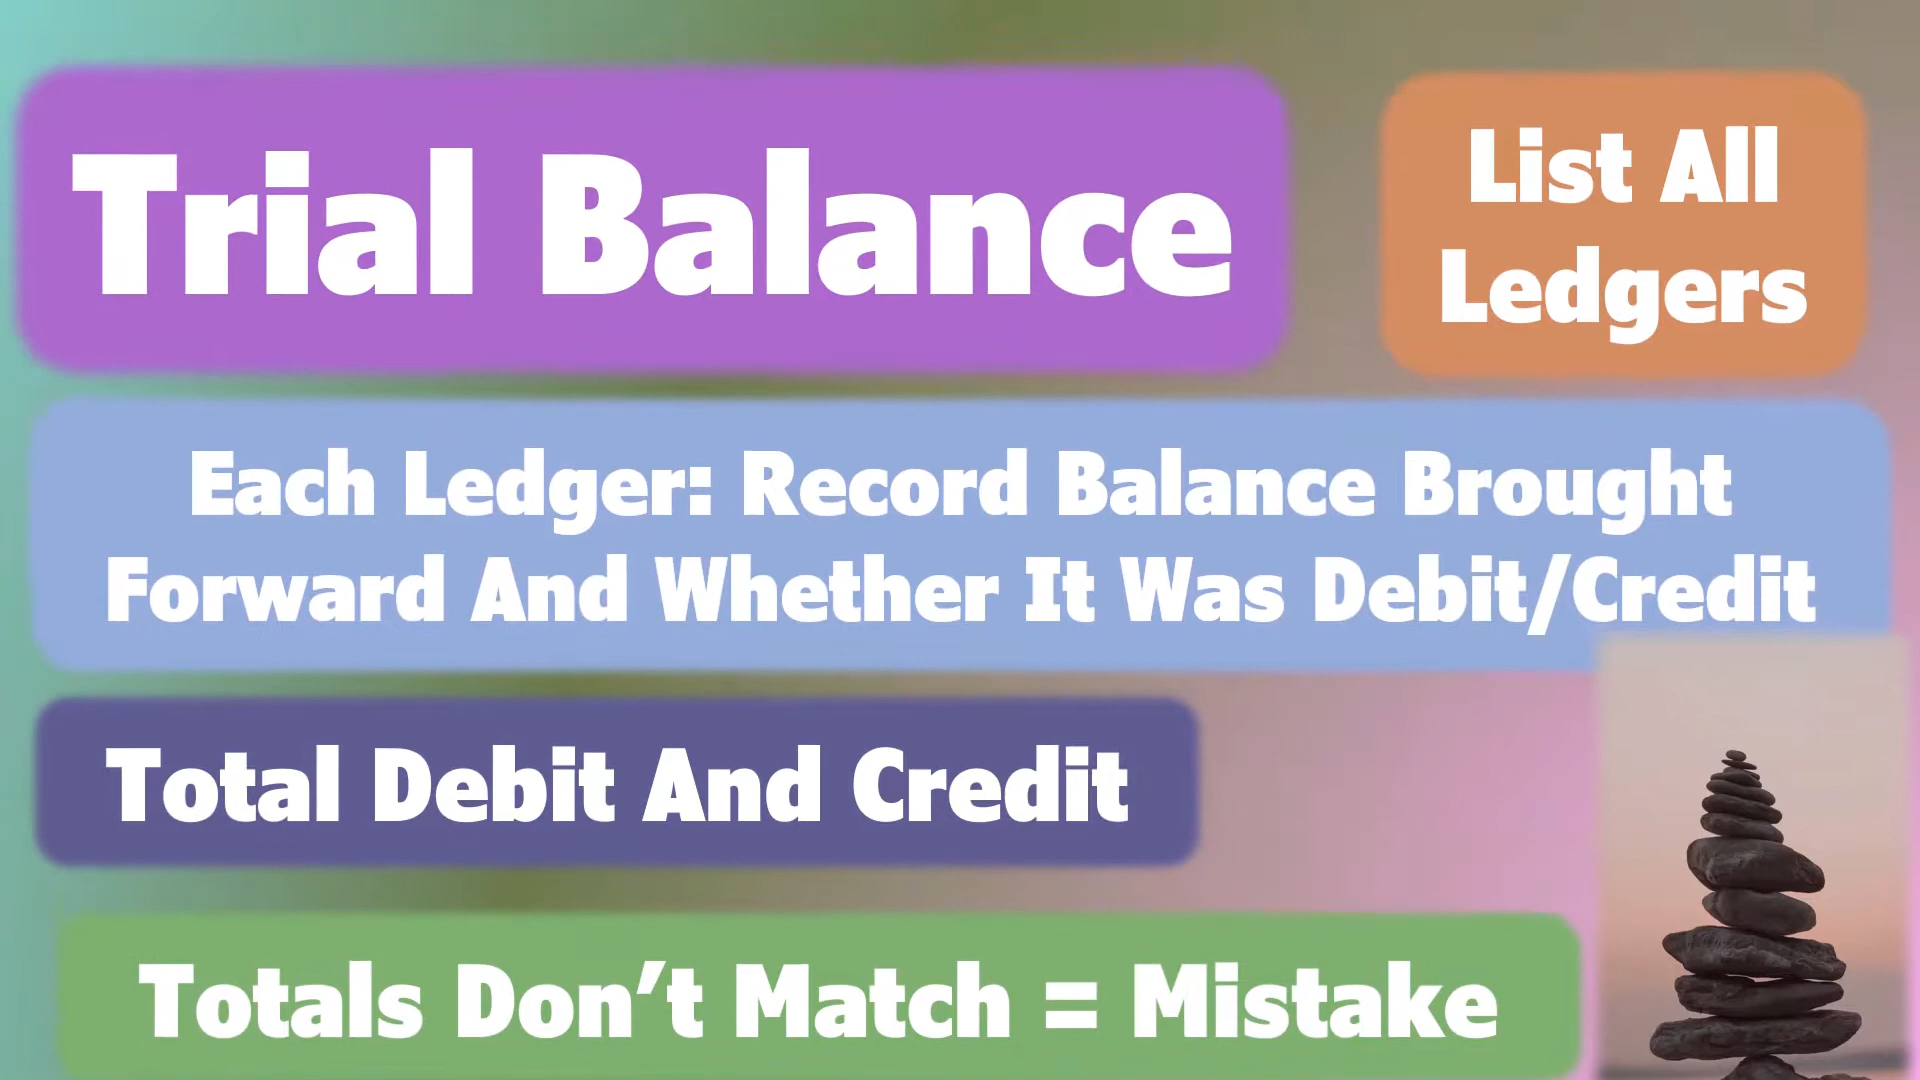 Trial Balance
List All
Ledgers
Each Ledger: Record Balance Brought
Forward And Whether It Was Debit/Credit
Total Debit And Credit
Totals Don’t Match = Mistake